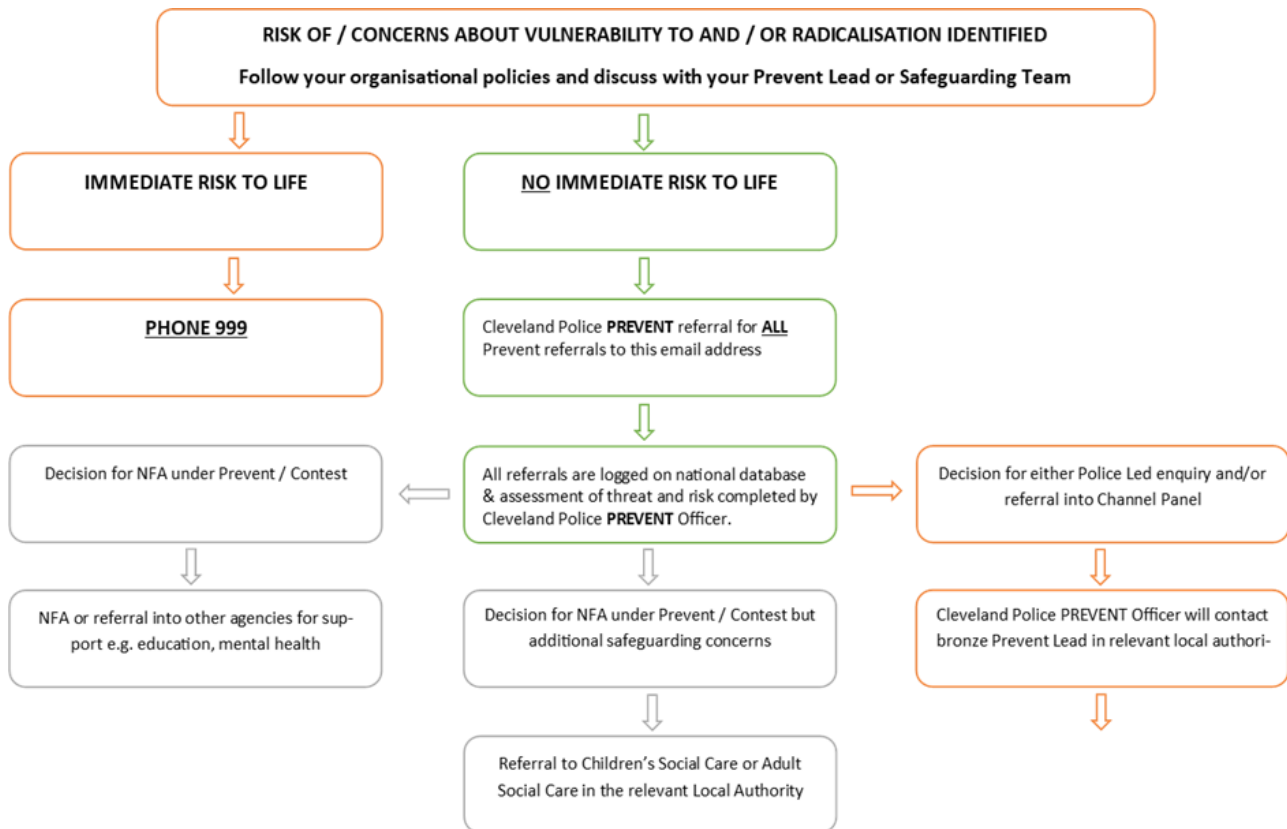 RISK OF / CONCERNS ABOUT VULNERABILITY TO AND / OR RADICALISATION IDENTIFIED
Follow your organisational policies and discuss with your Prevent Lead or Safeguarding Team
IMMEDIATE RISK TO LIFE
NO IMMEDIATE RISK TO LIFE
PHONE 999
Cleveland Police PREVENT referral for ALL
Prevent referrals to this email address
Decision for NFA under Prevent / Contest
All referrals are logged on national database
& assessment of threat and risk completed by
Cleveland Police PREVENT Officer.
Decision for either Police Led enquiry and/or
referral into Channel Panel
NFA or referral into other agencies for sup-
port e.g. education, mental health
Decision for NFA under Prevent / Contest but
additional safeguarding concerns
Cleveland Police PREVENT Officer will contact
bronze Prevent Lead in relevant local authori-
Referral to Children's Social Care or Adult
Social Care in the relevant Local Authority